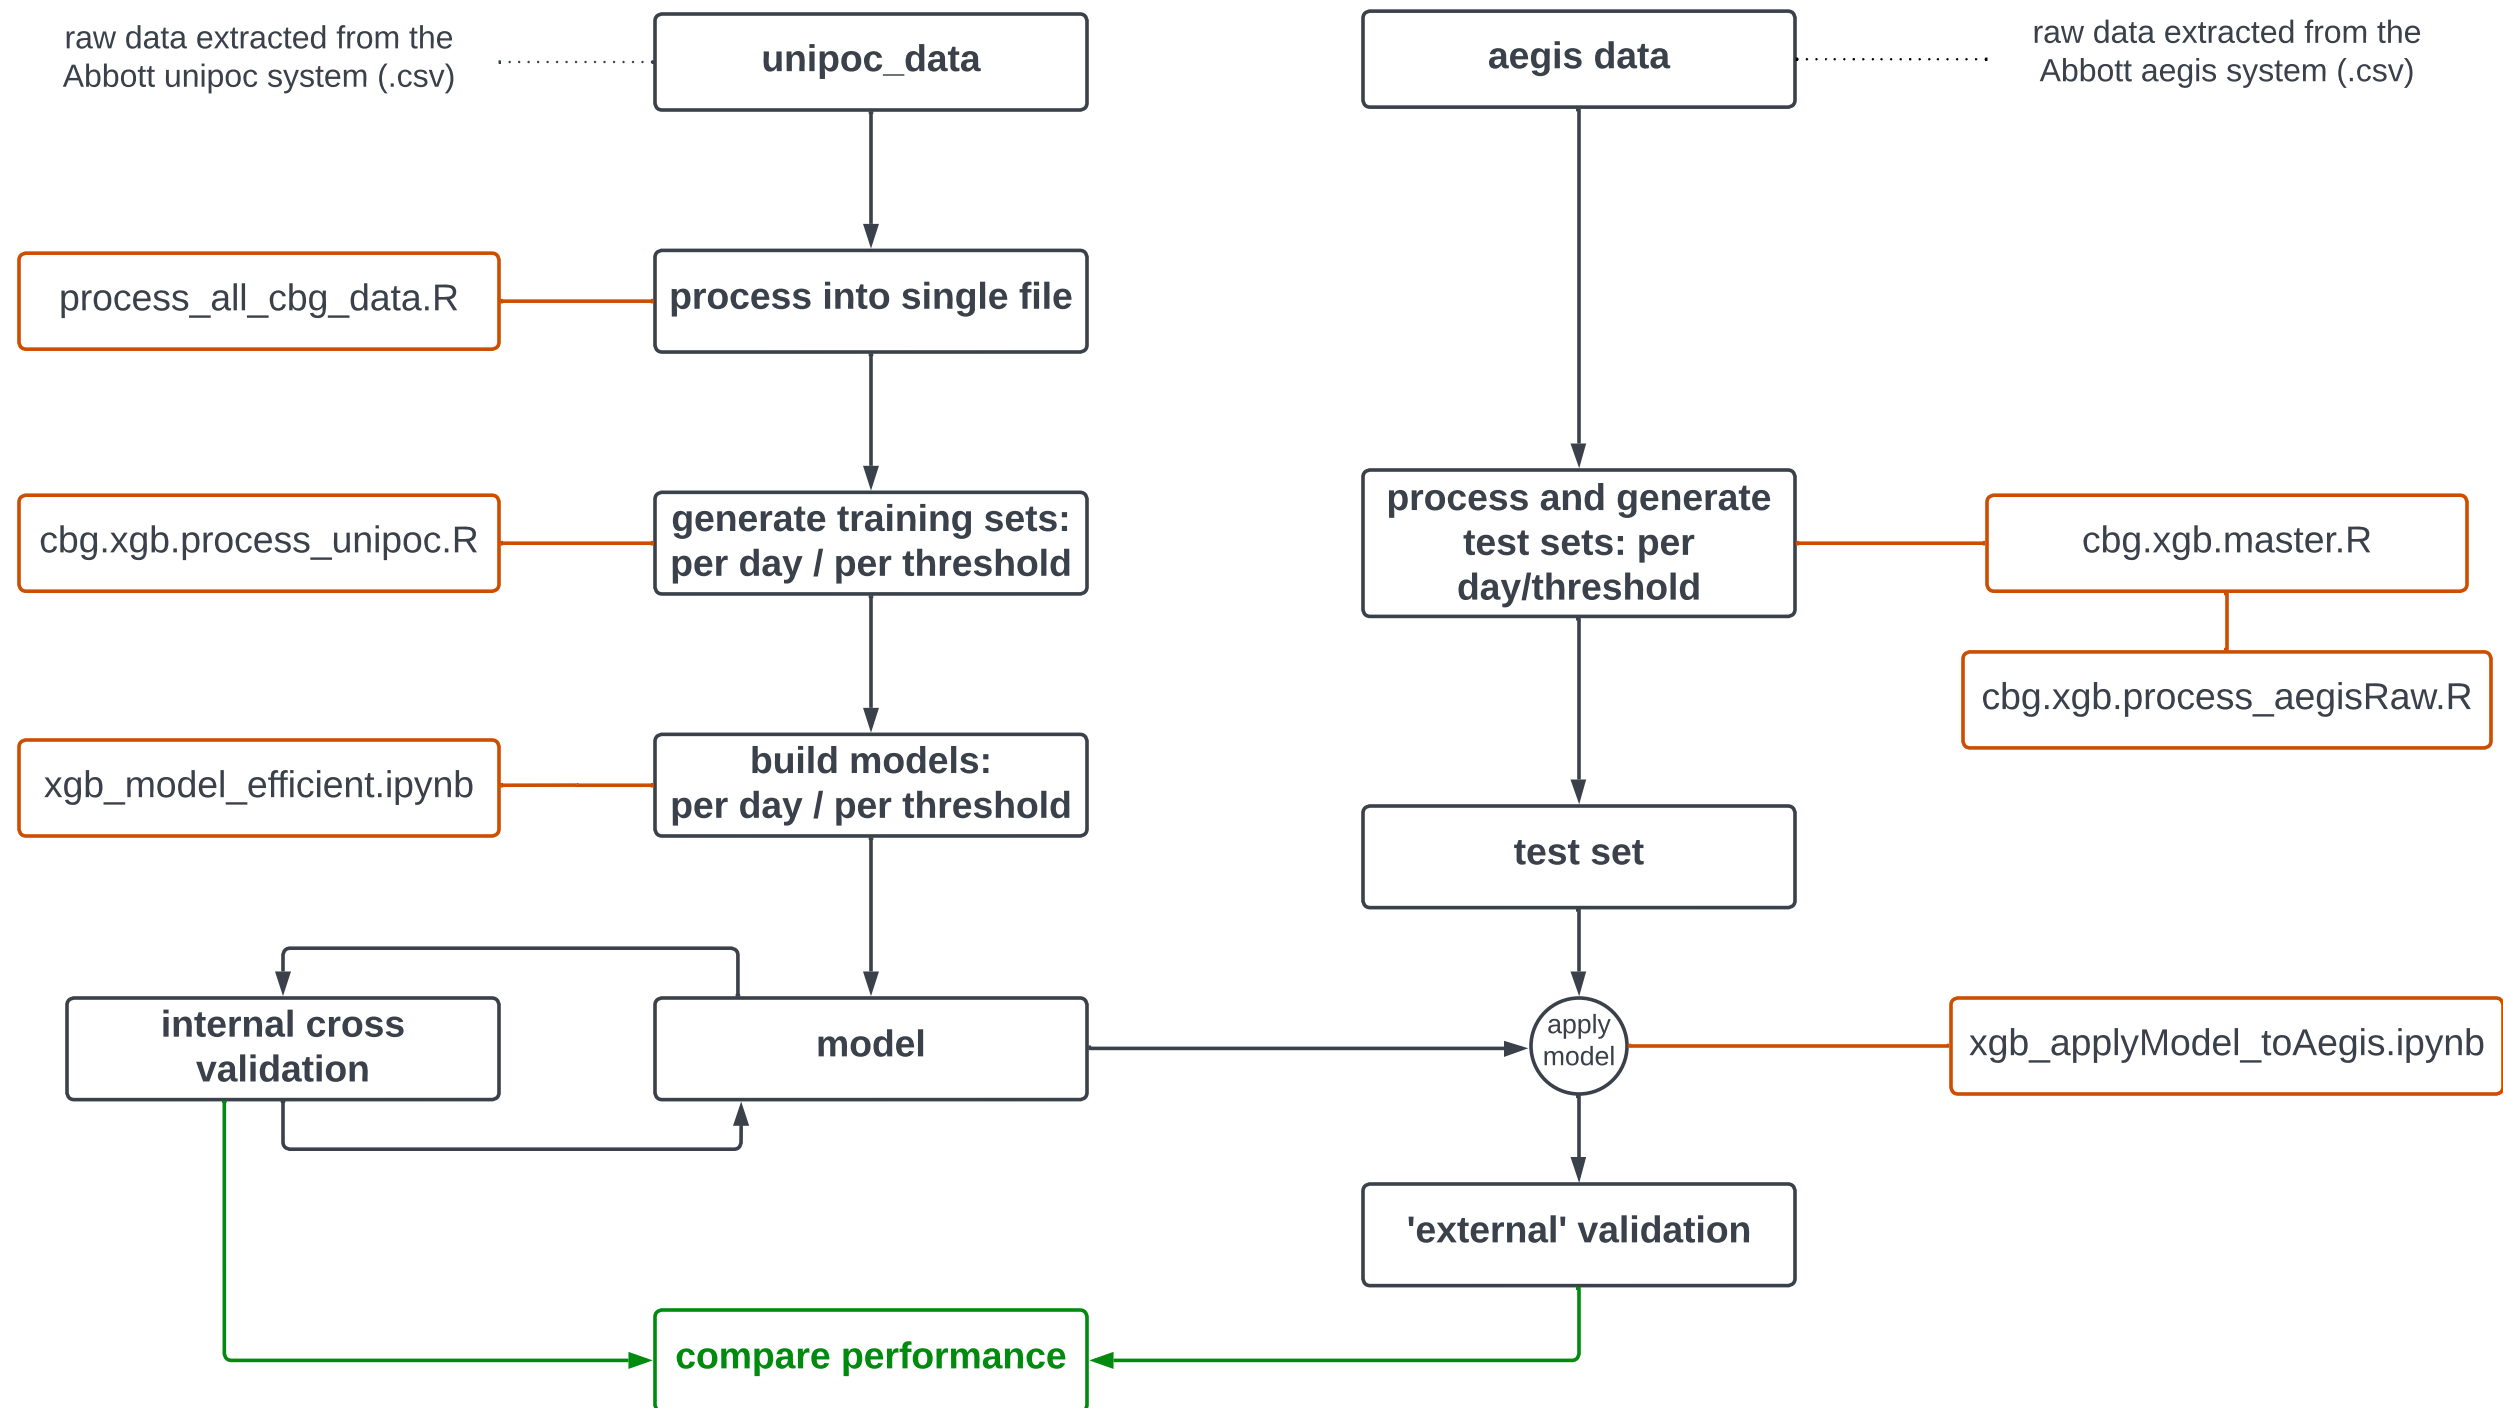 raw data extracted from the
Abbott unipoc system (.csv)
unipoc_data
aegis data
raw data extracted from the
Abbott aegis system (.csv)
process_all_cbg_data.R
process into single file
cbg.xgb.process_unipoc.R
generate training sets:
per day / per threshold
process and generate
test sets: per
day/threshold
cbg.xgb.master.R
cbg.xgb.process_aegisRaw.R
xgb_model_efficient.ipynb
build models:
per day / per threshold
test set
internal cross
validation
model
apply
model
xgb_applyModel_toAegis.ipynb
'external' validation
compare performance